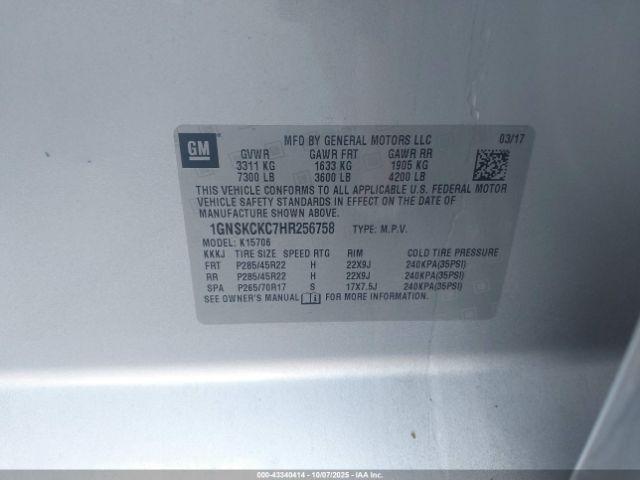 GM MFD BY GENERAL MOTORS LLC 03/17
GVWR GAWR FRT GAWR RR
3311 KG 1633 KG 1905 KG
7300 LB 3600 LB 4200 LB
THIS VEHICLE CONFORMS TO ALL APPLICABLE U.S. FEDERAL MOTOR
VEHICLE SAFETY STANDARDS IN EFFECT ON THE DATE OF
MANUFACTURE SHOWN ABOVE.
1GNSKCKC7HR256758 TYPE: M.P.V.
MODEL: K15706
KKKJ TIRE SIZE SPEED RTG RIM COLD TIRE PRESSURE
FRT P285/45R22 H 22X9J 240KPA(35PSI)
RR P285/45R22 H 22X9J 240KPA(35PSI)
SPA P265/70R17 S 17X7.5J 240KPA(35PSI)
SEE OWNER'S MANUAL FOR MORE INFORMATION.
000-43340414 - 10/07/2025 - IAAI, Inc.